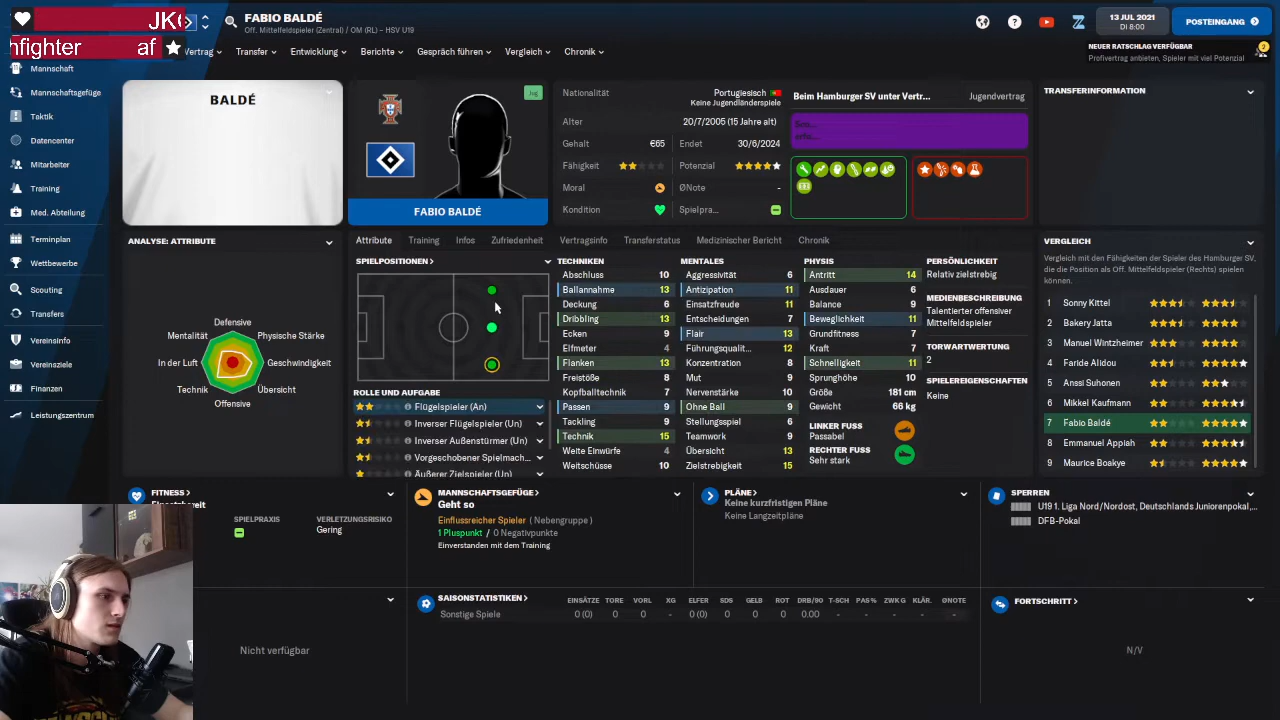 JK
hfighter af
FABIO BALDÉ
Off. Mittelfeldspieler (Zentral) / OM (RL) – HSV U19
13 JUL 2021
DI 8:00
POSTEINGANG
Vertrag Transfer Entwicklung Berichte Gespräch führen Vergleich Chronik
NEUER RATSCHLAG VERFÜGBAR
Profivertrag anbieten, Spieler mit viel Potenzial
2
Mannschaft
Mannschaftsgefüge
Taktik
Datencenter
Mitarbeiter
Training
Med. Abteilung
Terminplan
Wettbewerbe
Scouting
Transfers
Vereinsinfo
Vereinsziele
Finanzen
Leistungszentrum
BALDÉ
Jug
FABIO BALDÉ
Nationalität Portugiesisch
Keine Jugendländerspiele
Alter 20/7/2005 (15 Jahre alt)
Gehalt €65 Endet 30/6/2024
Fähigkeit Potenzial
Moral ØNote -
Kondition Spielpra...
Beim Hamburger SV unter Vertr... Jugendvertrag
TRANSFERINFORMATION
ANALYSE: ATTRIBUTE
Defensive
Mentalität Physische Stärke
In der Luft Geschwindigkeit
Technik Übersicht
Offensive
Attribute Training Infos Zufriedenheit Vertragsinfo Transferstatus Medizinischer Bericht Chronik
SPIELPOSITIONEN
ROLLE UND AUFGABE
Flügelspieler (An)
Inverser Flügelspieler (Un)
Inverser Außenstürmer (Un)
Vorgeschobener Spielmach...
Äußerer Zielspieler (Un)
TECHNIKEN
Abschluss 10
Ballannahme 13
Deckung 6
Dribbling 13
Ecken 9
Elfmeter 4
Flanken 13
Freistöße 8
Kopfballtechnik 7
Passen 9
Tackling 9
Technik 15
Weite Einwürfe 4
Weitschüsse 10
MENTALES
Aggressivität 6
Antizipation 11
Einsatzfreude 11
Entscheidungen 7
Flair 13
Führungsqualit... 12
Konzentration 8
Mut 9
Nervenstärke 10
Ohne Ball 9
Stellungsspiel 6
Teamwork 9
Übersicht 13
Zielstrebigkeit 15
PHYSIS
Antritt 14
Ausdauer 6
Balance 9
Beweglichkeit 11
Grundfitness 7
Kraft 7
Schnelligkeit 11
Sprunghöhe 10
Größe 181 cm
Gewicht 66 kg
LINKER FUSS
Passabel
RECHTER FUSS
Sehr stark
PERSÖNLICHKEIT
Relativ zielstrebig
MEDIENBESCHREIBUNG
Talentierter offensiver
Mittelfeldspieler
TORWARTWERTUNG
2
SPIELEREIGENSCHAFTEN
Keine
VERGLEICH
Vergleich mit den Fähigkeiten der Spieler des Hamburger
SV, die die Position als Off. Mittelfeldspieler (Rechts) spielen
können.
1 Sonny Kittel
2 Bakery Jatta
3 Manuel Wintzheimer
4 Faride Alidou
5 Anssi Suhonen
6 Mikkel Kaufmann
7 Fabio Baldé
8 Emmanuel Appiah
9 Maurice Boakye
FITNESS
Einsatzbereit
SPIELPRAXIS VERLETZUNGSRISIKO
Gering
MANNSCHAFTSGEFÜGE
Geht so
Einflussreicher Spieler ( Nebengruppe )
1 Pluspunkt / 0 Negativpunkte
Einverstanden mit dem Training
PLÄNE
Keine kurzfristigen Pläne
Keine Langzeitpläne
SPERREN
U19 1. Liga Nord/Nordost, Deutschlands Juniorenpokal,...
DFB-Pokal
Nicht verfügbar
SAISONSTATISTIKEN EINSÄTZE TORE VORL XG ELFER SDS GELB ROT DRB/90 T-SCH PAS % ZWK G KLÄR. ØNOTE
Sonstige Spiele 0 (0) 0 0 - 0 (0) 0 0 0 0.00 - - - - -
FORTSCHRITT
N/V